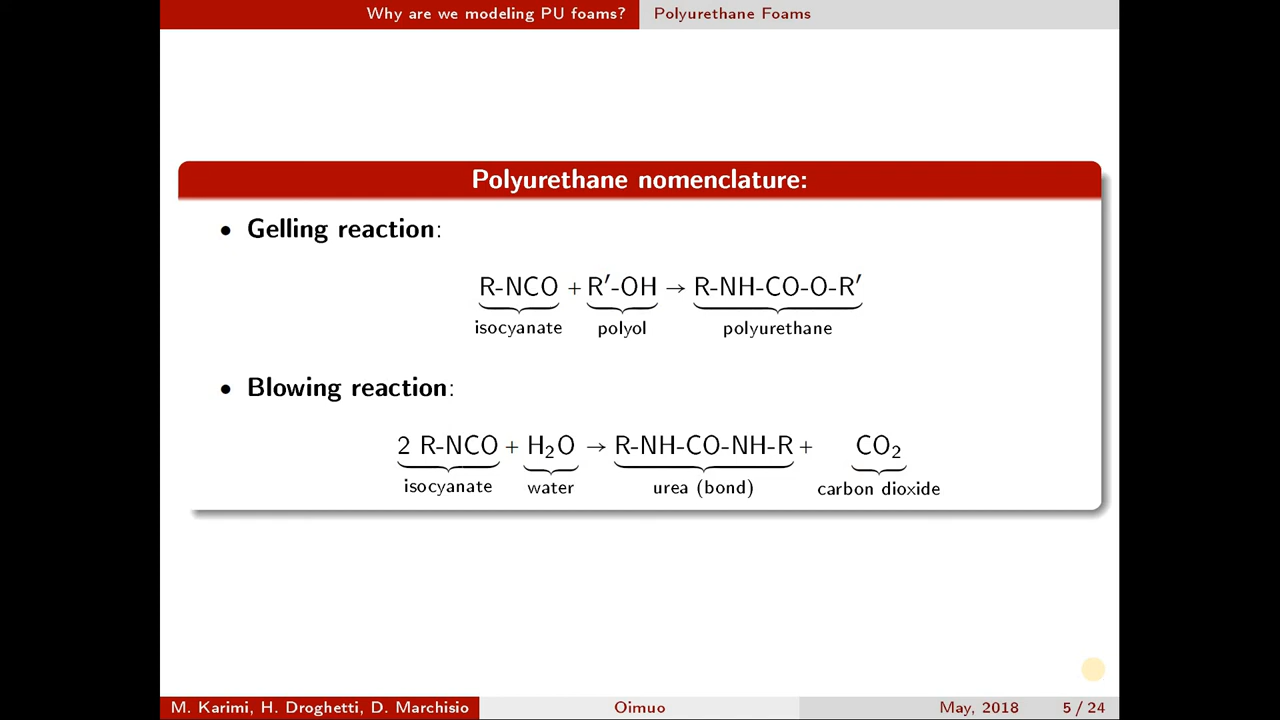 Why are we modeling PU foams? Polyurethane Foams
Polyurethane nomenclature:
• Gelling reaction:
R-NCO + R′-OH → R-NH-CO-O-R′
isocyanate polyol polyurethane
• Blowing reaction:
2 R-NCO + H₂O → R-NH-CO-NH-R + CO₂
isocyanate water urea (bond) carbon dioxide
M. Karimi, H. Droghetti, D. Marchisio Oimuo May, 2018 5 / 24